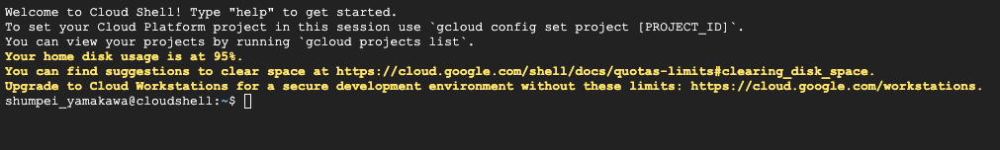 Welcome to Cloud Shell! Type "help" to get started.
To set your Cloud Platform project in this session use `gcloud config set project [PROJECT_ID]`.
You can view your projects by running `gcloud projects list`.
Your home disk usage is at 95%.
You can find suggestions to clear space at https://cloud.google.com/shell/docs/quotas-limits#clearing_disk_space.
Upgrade to Cloud Workstations for a secure development environment without these limits: https://cloud.google.com/workstations.
shumpei_yamakawa@cloudshell:~$